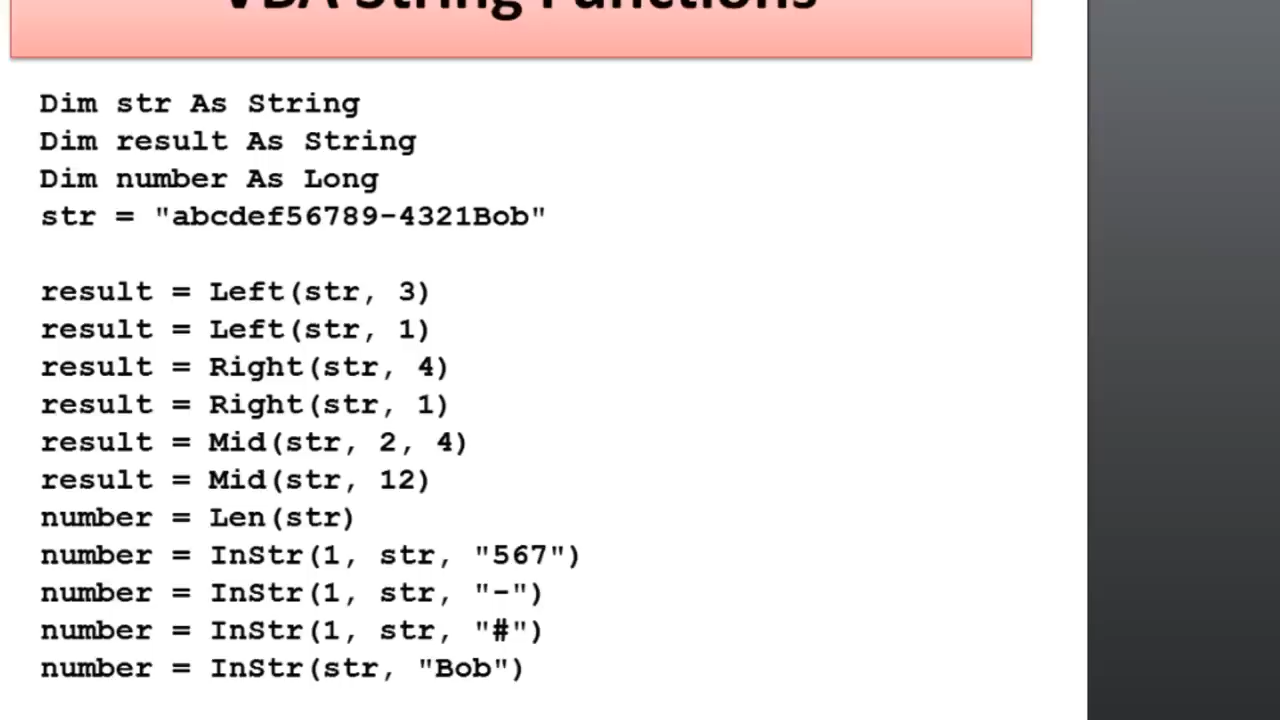 VBA String Functions
Dim str As String
Dim result As String
Dim number As Long
str = "abcdef56789-4321Bob"
result = Left(str, 3)
result = Left(str, 1)
result = Right(str, 4)
result = Right(str, 1)
result = Mid(str, 2, 4)
result = Mid(str, 12)
number = Len(str)
number = InStr(1, str, "567")
number = InStr(1, str, "-")
number = InStr(1, str, "#")
number = InStr(str, "Bob")